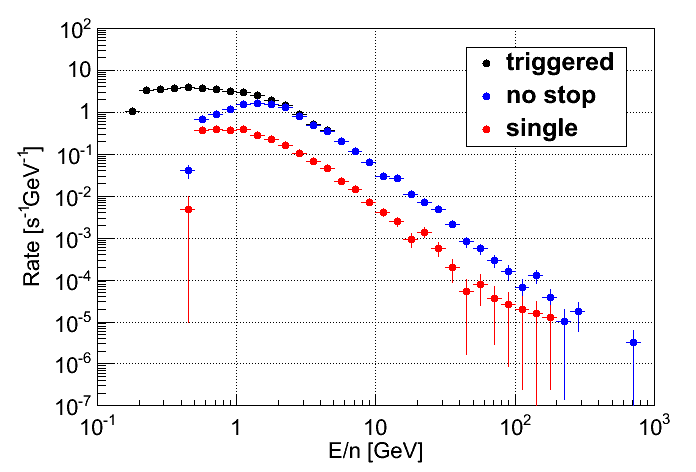 10²
10
1
10⁻¹
10⁻²
10⁻³
10⁻⁴
10⁻⁵
10⁻⁶
10⁻⁷
Rate [s⁻¹GeV⁻¹]
triggered
no stop
single
10⁻¹ 1 10 10² 10³
E/n [GeV]